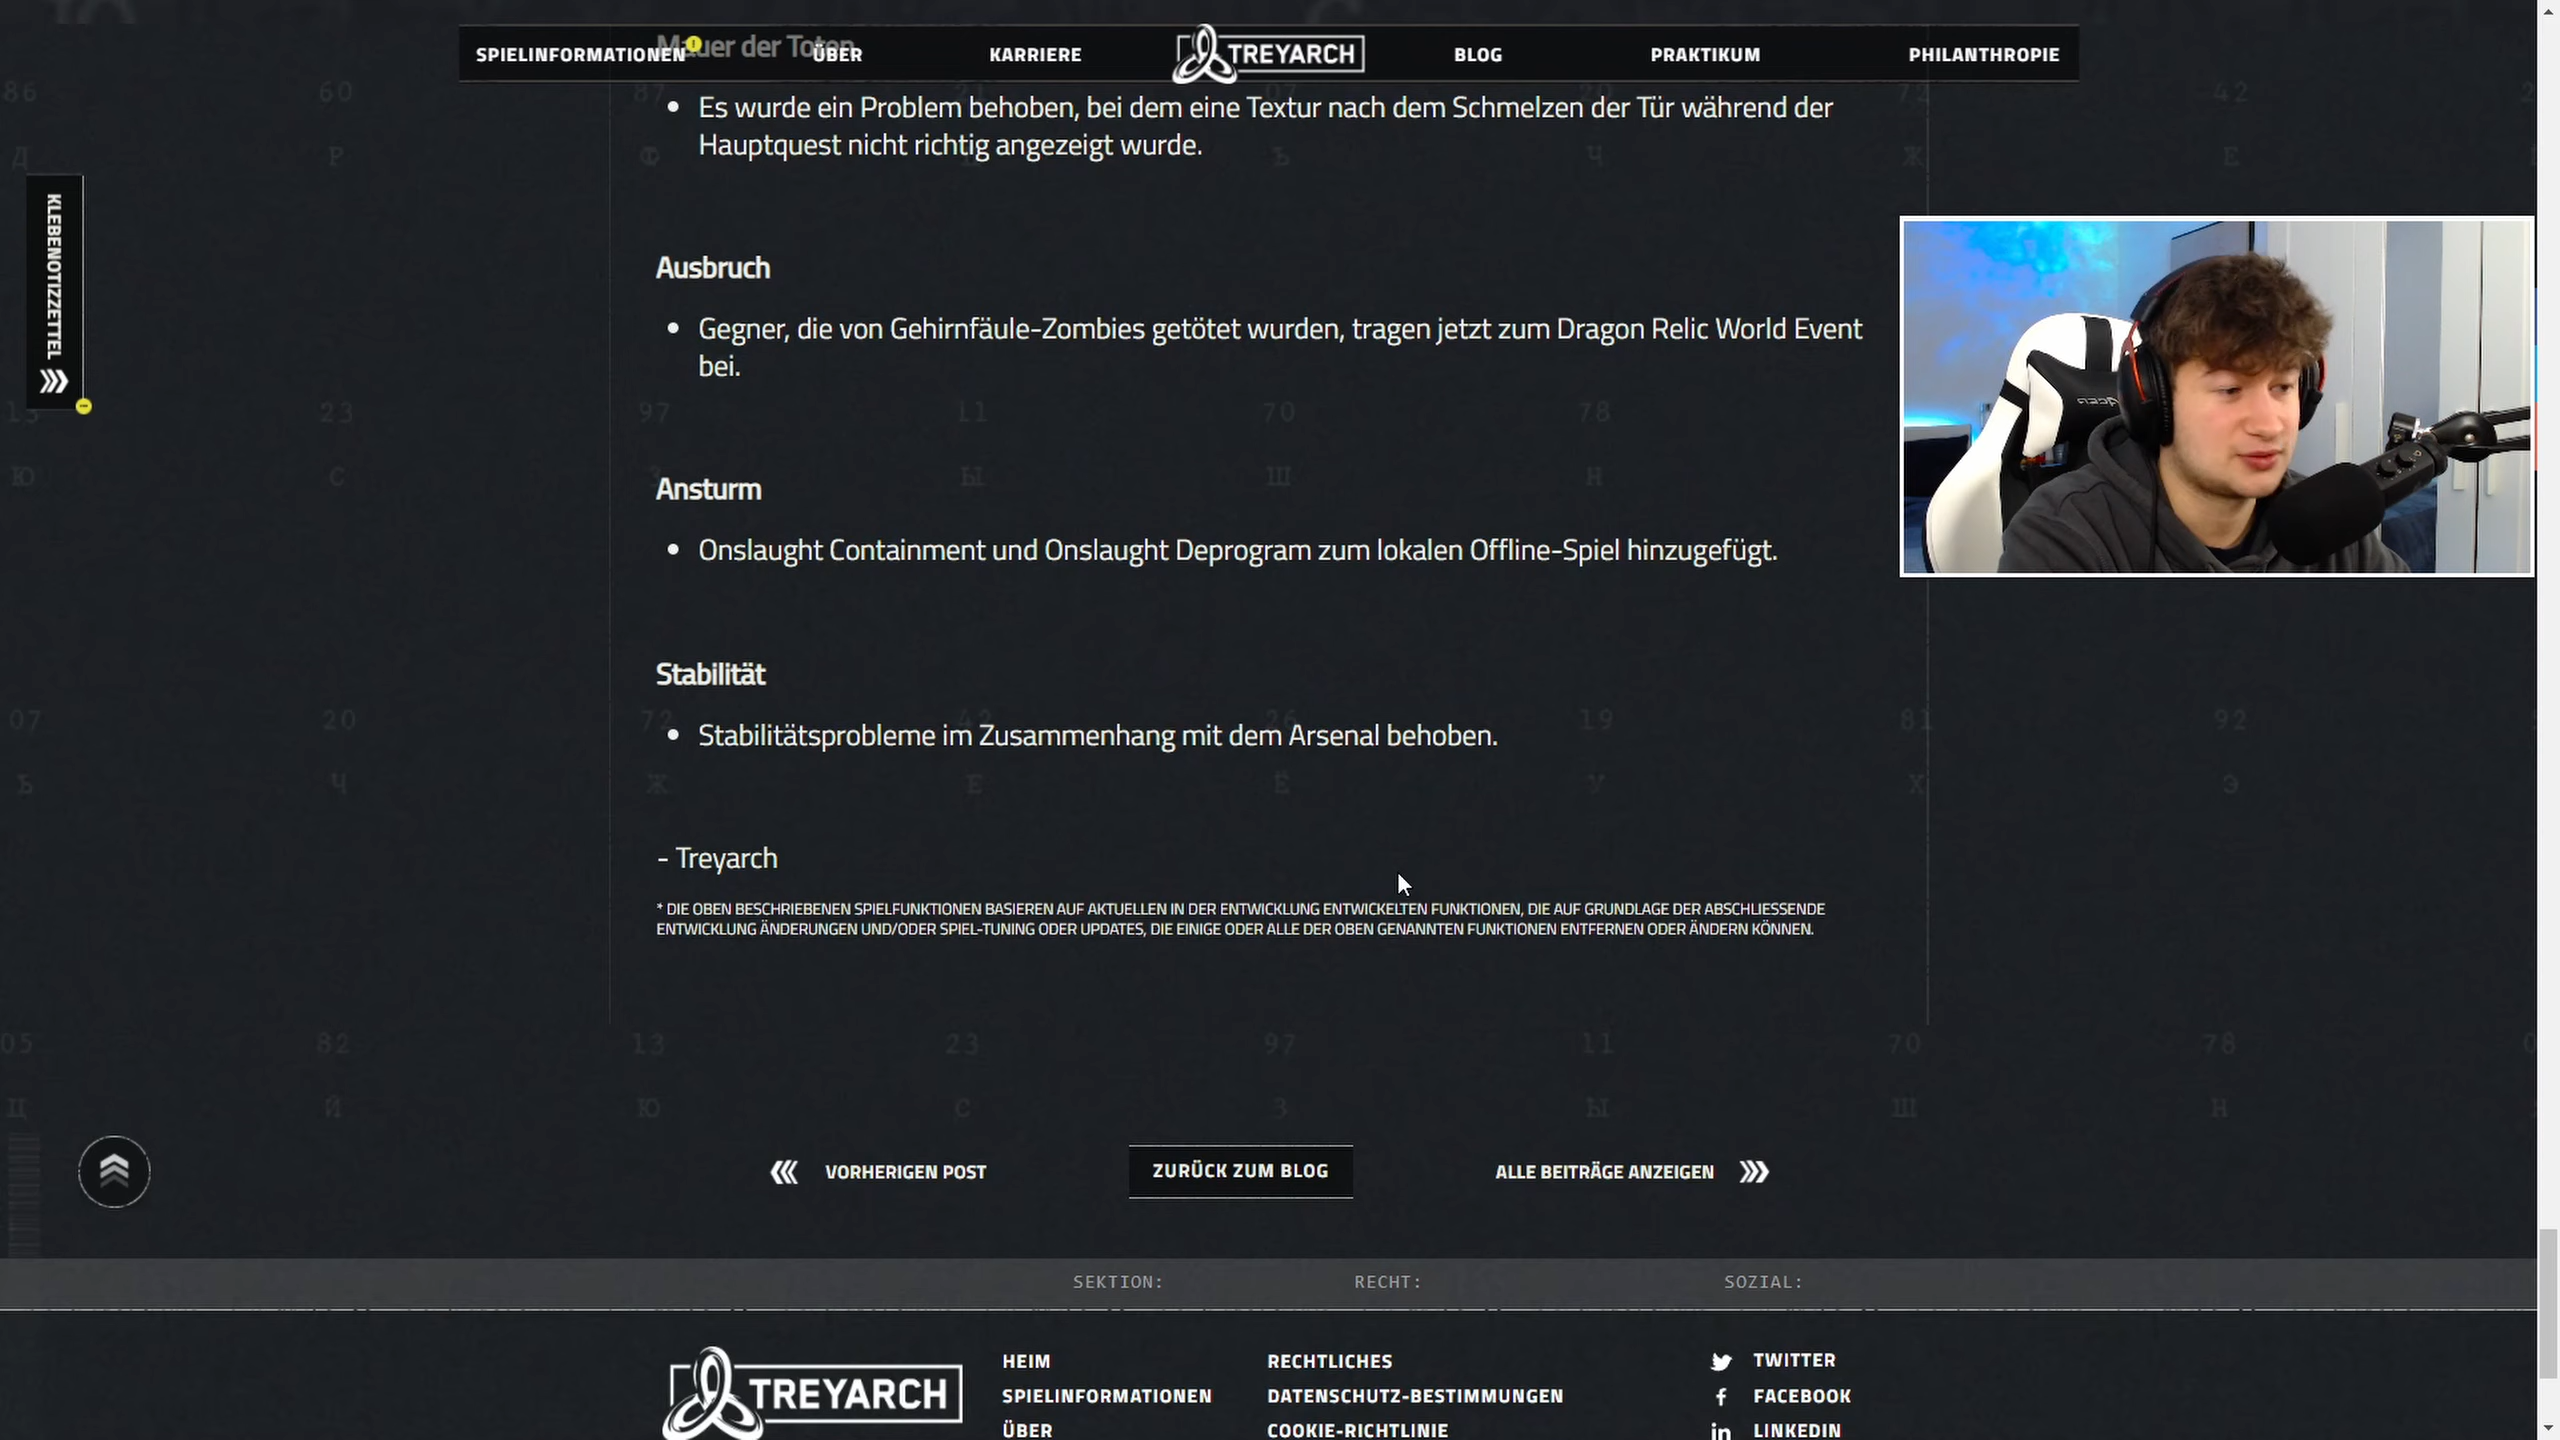 Mauer der Toten
SPIELINFORMATIONEN
ÜBER
KARRIERE
TREYARCH
BLOG
PRAKTIKUM
PHILANTHROPIE
Es wurde ein Problem behoben, bei dem eine Textur nach dem Schmelzen der Tür während der
Hauptquest nicht richtig angezeigt wurde.
KLEBENOTIZZETTEL
Ausbruch
Gegner, die von Gehirnfäule-Zombies getötet wurden, tragen jetzt zum Dragon Relic World Event
bei.
Ansturm
Onslaught Containment und Onslaught Deprogram zum lokalen Offline-Spiel hinzugefügt.
Stabilität
Stabilitätsprobleme im Zusammenhang mit dem Arsenal behoben.
- Treyarch
* DIE OBEN BESCHRIEBENEN SPIELFUNKTIONEN BASIEREN AUF AKTUELLEN IN DER ENTWICKLUNG ENTWICKELTEN FUNKTIONEN, DIE AUF GRUNDLAGE DER ABSCHLIESSENDE
ENTWICKLUNG ÄNDERUNGEN UND/ODER SPIEL-TUNING ODER UPDATES, DIE EINIGE ODER ALLE DER OBEN GENANNTEN FUNKTIONEN ENTFERNEN ODER ÄNDERN KÖNNEN.
VORHERIGEN POST
ZURÜCK ZUM BLOG
ALLE BEITRÄGE ANZEIGEN
SEKTION:
RECHT:
SOZIAL:
TREYARCH
HEIM
RECHTLICHES
TWITTER
SPIELINFORMATIONEN
DATENSCHUTZ-BESTIMMUNGEN
FACEBOOK
ÜBER
COOKIE-RICHTLINIE
LINKEDIN